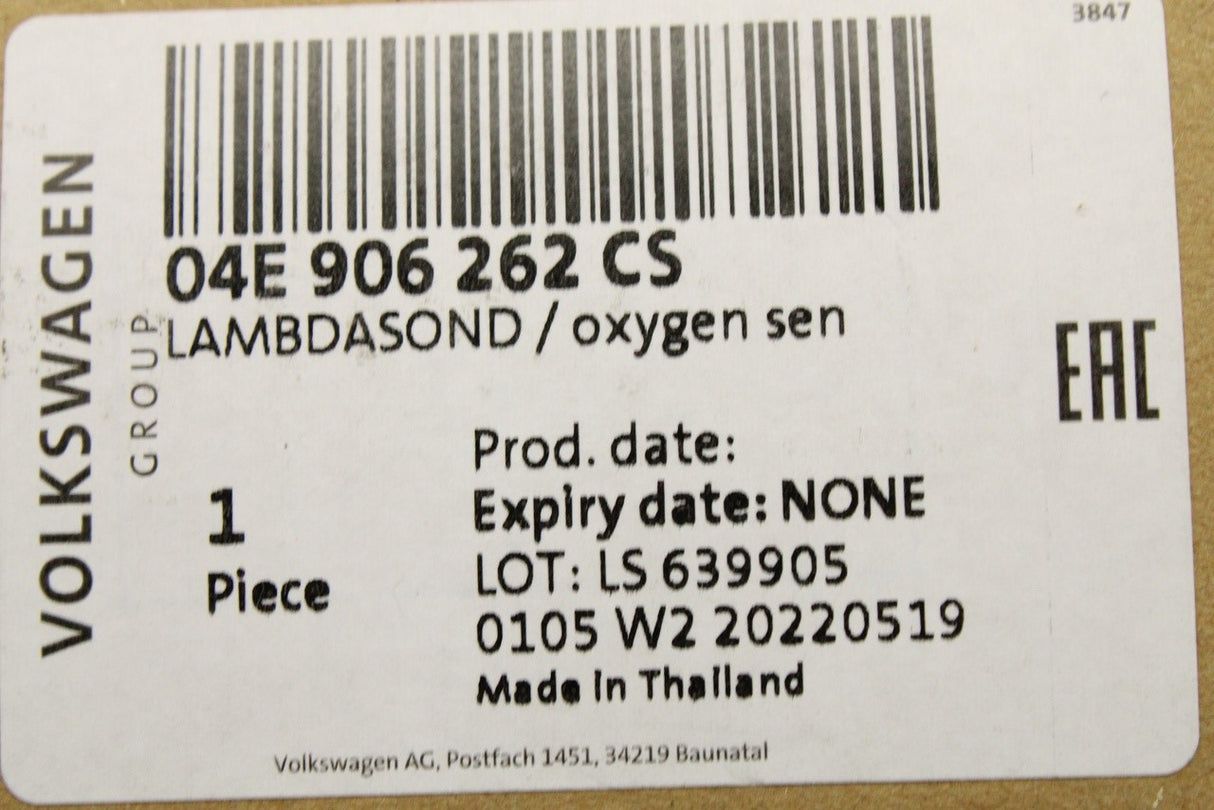 3847
VOLKSWAGEN
GROUP
04E 906 262 CS
LAMBDASOND / oxygen sen
EAC
1
Piece
Prod. date:
Expiry date: NONE
LOT: LS 639905
0105 W2 20220519
Made in Thailand
Volkswagen AG, Postfach 1451, 34219 Baunatal